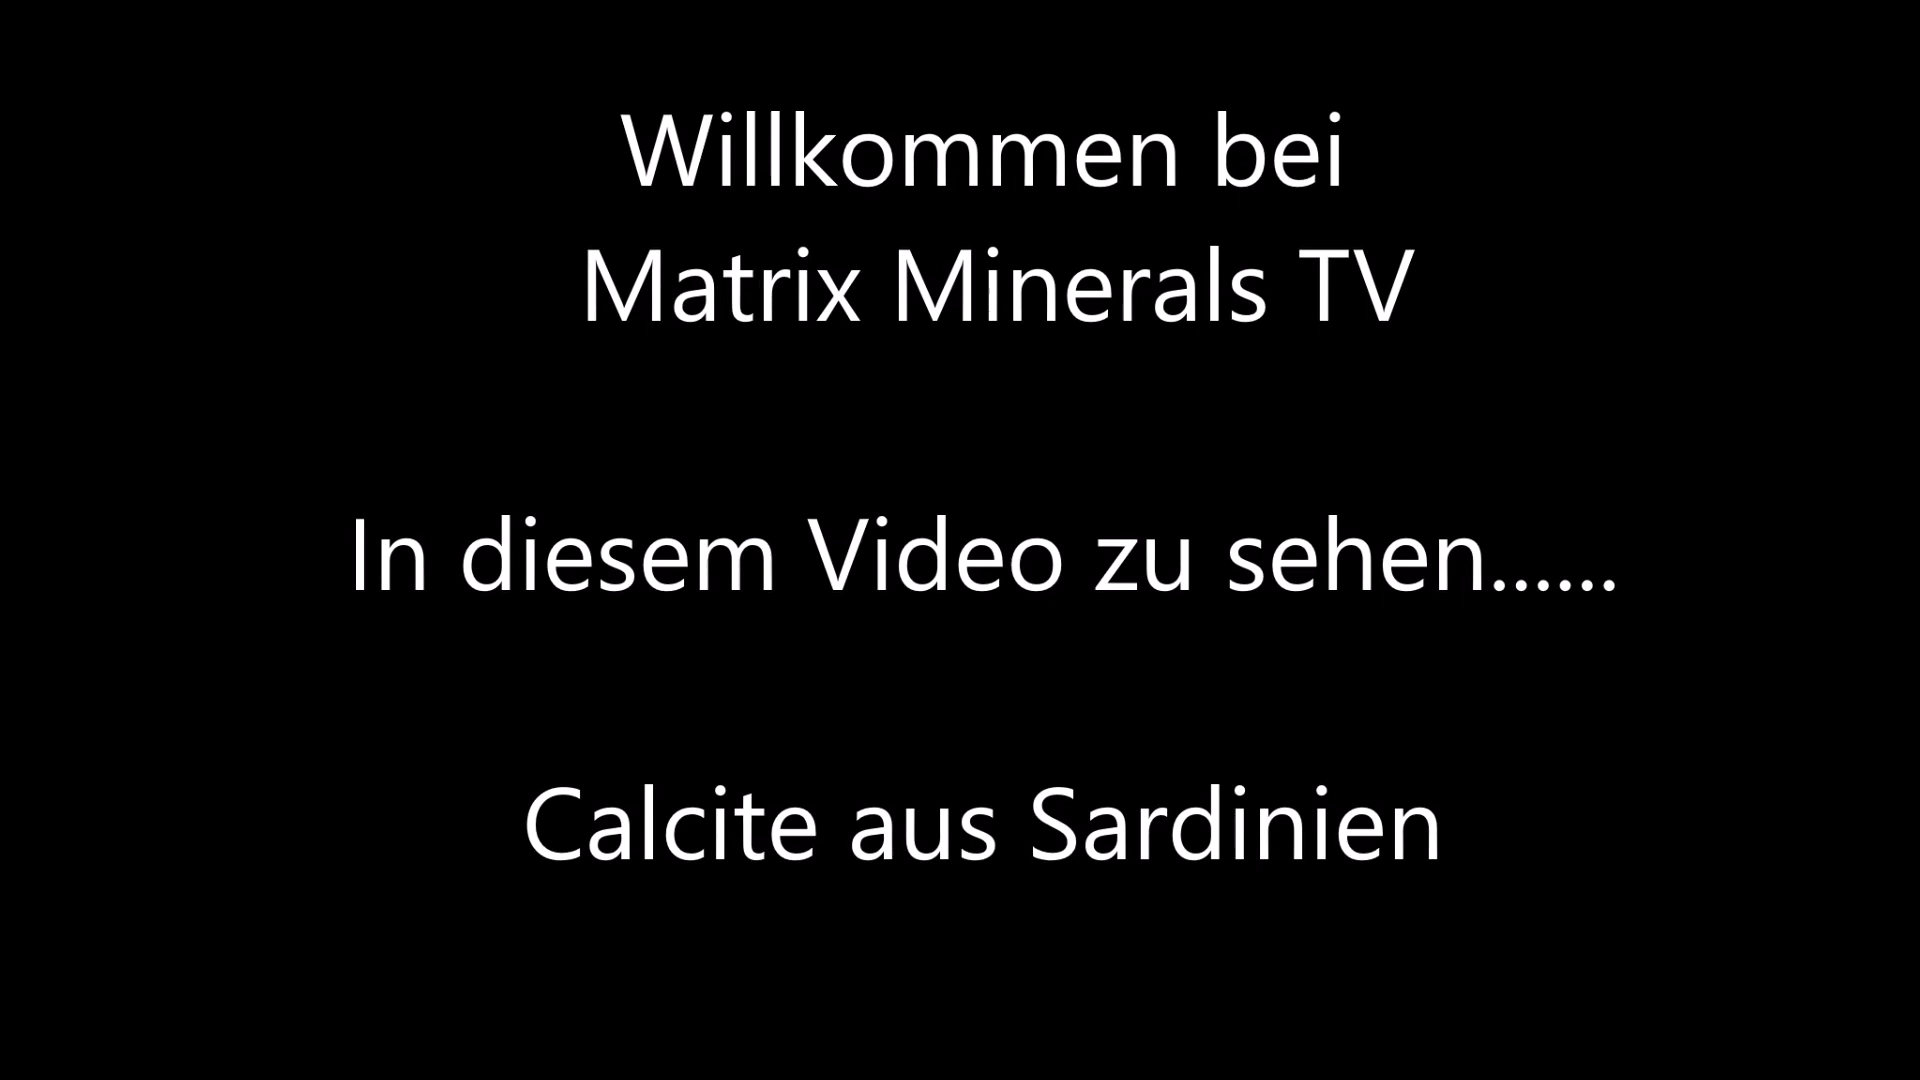 Willkommen bei
Matrix Minerals TV
In diesem Video zu sehen......
Calcite aus Sardinien